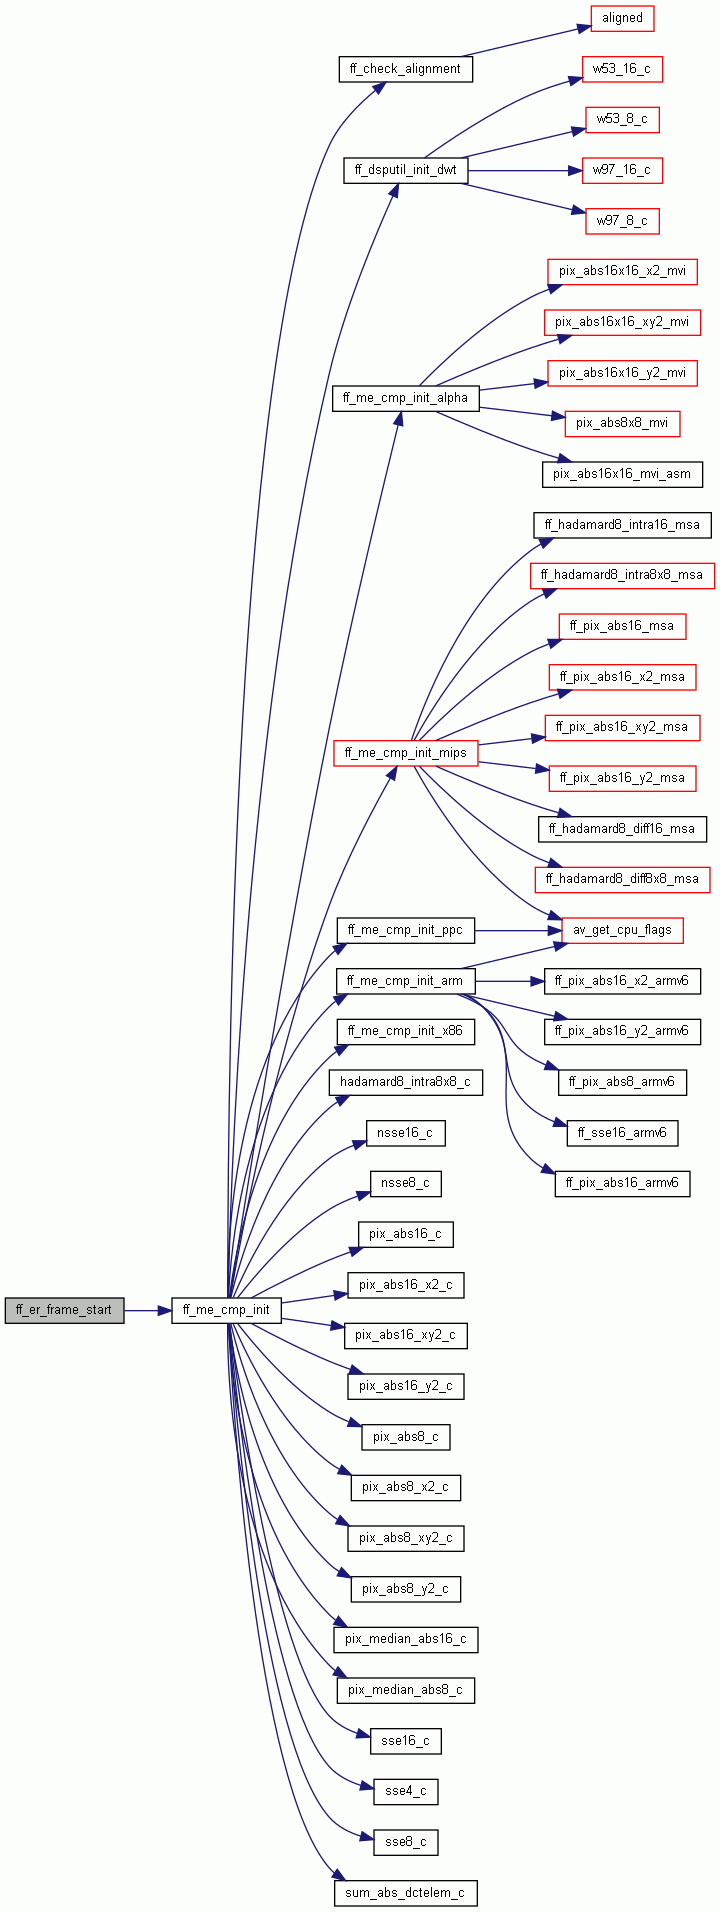 aligned
ff_check_alignment
w53_16_c
w53_8_c
ff_dsputil_init_dwt
w97_16_c
w97_8_c
pix_abs16x16_x2_mvi
pix_abs16x16_xy2_mvi
pix_abs16x16_y2_mvi
ff_me_cmp_init_alpha
pix_abs8x8_mvi
pix_abs16x16_mvi_asm
ff_hadamard8_intra16_msa
ff_hadamard8_intra8x8_msa
ff_pix_abs16_msa
ff_pix_abs16_x2_msa
ff_pix_abs16_xy2_msa
ff_me_cmp_init_mips
ff_pix_abs16_y2_msa
ff_hadamard8_diff16_msa
ff_hadamard8_diff8x8_msa
ff_me_cmp_init_ppc
av_get_cpu_flags
ff_me_cmp_init_arm
ff_pix_abs16_x2_armv6
ff_me_cmp_init_x86
ff_pix_abs16_y2_armv6
hadamard8_intra8x8_c
ff_pix_abs8_armv6
nsse16_c
ff_sse16_armv6
nsse8_c
ff_pix_abs16_armv6
pix_abs16_c
pix_abs16_x2_c
ff_er_frame_start
ff_me_cmp_init
pix_abs16_xy2_c
pix_abs16_y2_c
pix_abs8_c
pix_abs8_x2_c
pix_abs8_xy2_c
pix_abs8_y2_c
pix_median_abs16_c
pix_median_abs8_c
sse16_c
sse4_c
sse8_c
sum_abs_dctelem_c